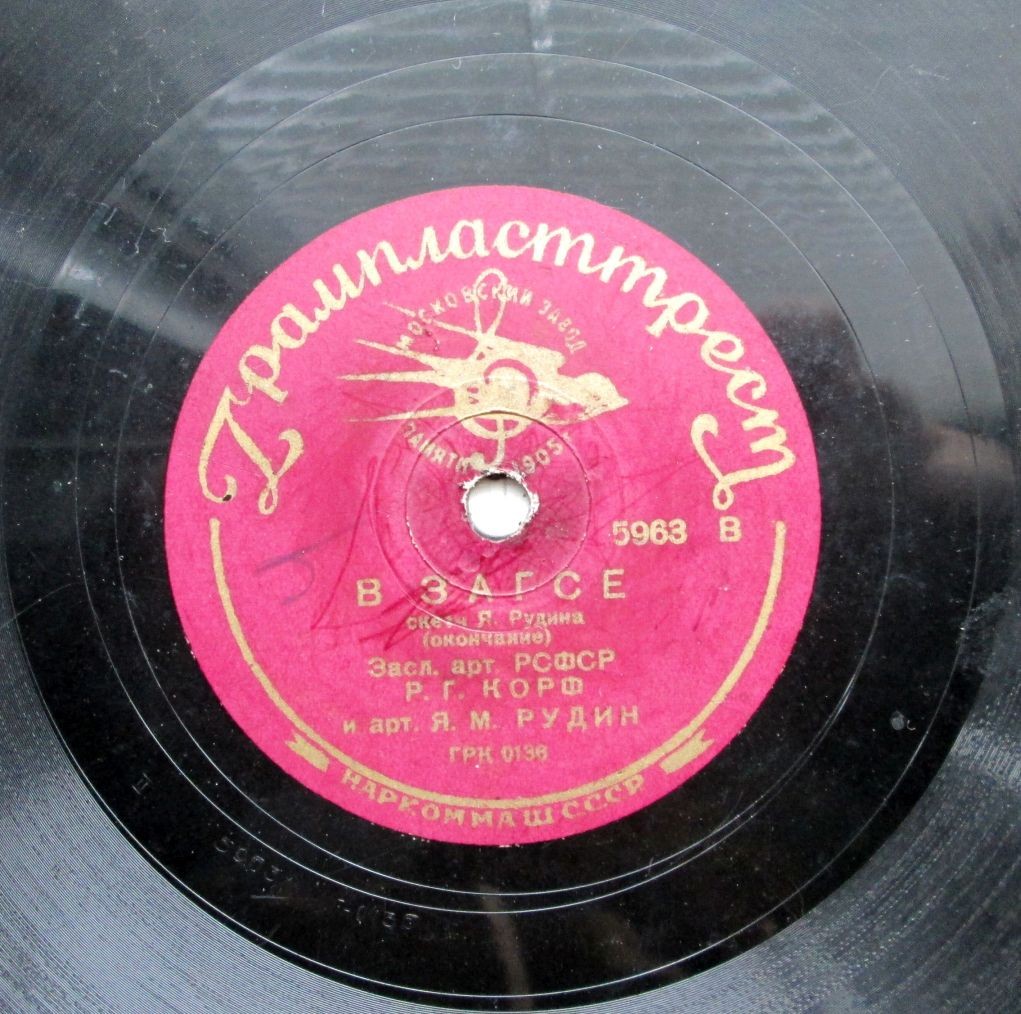 Грампласттрест
МОСКОВСКИЙ ЗАВОД
ПАМЯТИ 1905
5963 В
В ЗАГСЕ
скетч Я. Рудина
(окончание)
Засл. арт. РСФСР
Р. Г. КОРФ
и арт. Я. М. РУДИН
ГРК 0136
НАРКОММАШ СССР